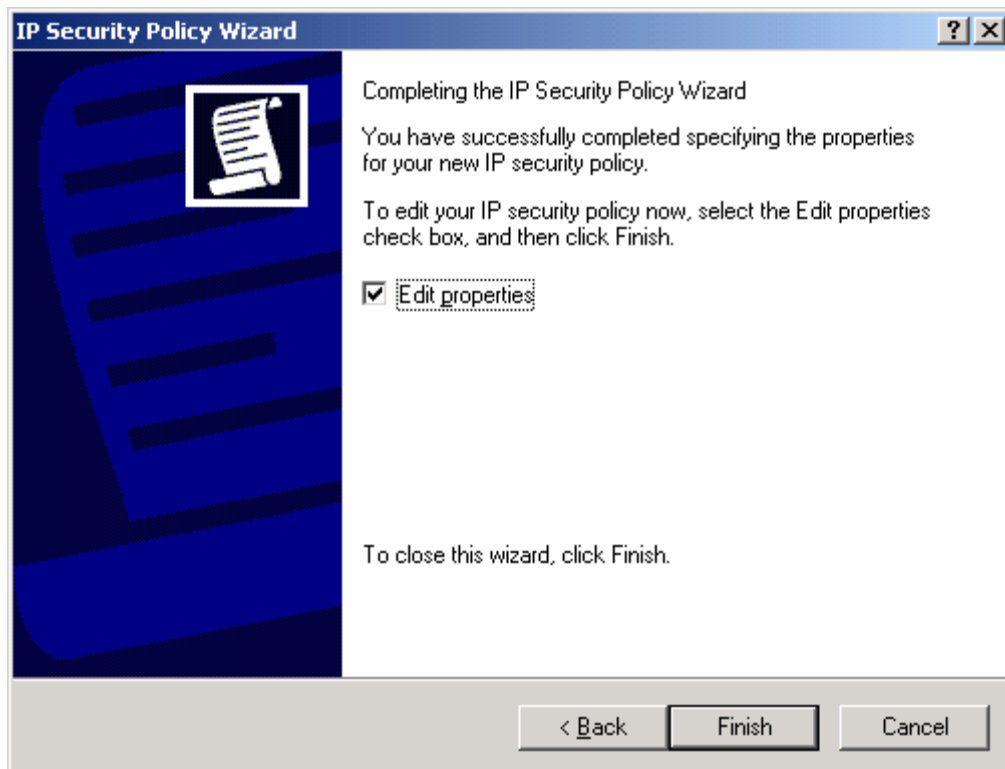 IP Security Policy Wizard
Completing the IP Security Policy Wizard
You have successfully completed specifying the properties
for your new IP security policy.
To edit your IP security policy now, select the Edit properties
check box, and then click Finish.
Edit properties
To close this wizard, click Finish.
< Back
Finish
Cancel